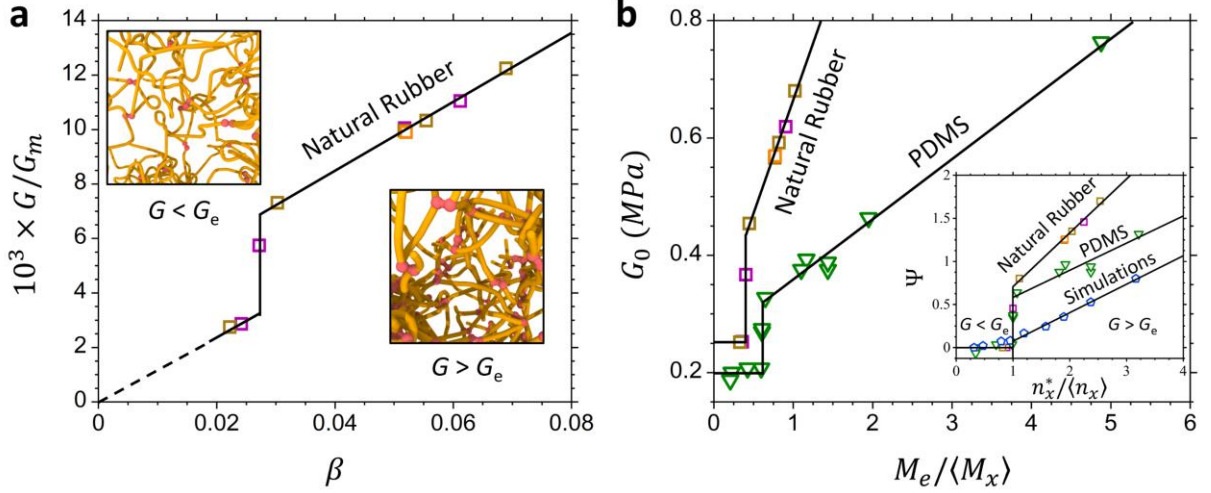 a
14
12
10
8
6
4
2
0
10³ × G/Gₘ
G < Gₑ
Natural Rubber
G > Gₑ
0.00
0.02
0.04
0.06
0.08
β
b
0.8
0.6
0.4
0.2
G₀ (MPa)
Natural Rubber
PDMS
2
1.5
1
0.5
0
Ψ
Natural Rubber
PDMS
Simulations
G < Gₑ
G > Gₑ
0 1 2 3 4
nₓ*/⟨nₓ⟩
0 1 2 3 4 5 6
Mₑ/⟨Mₓ⟩